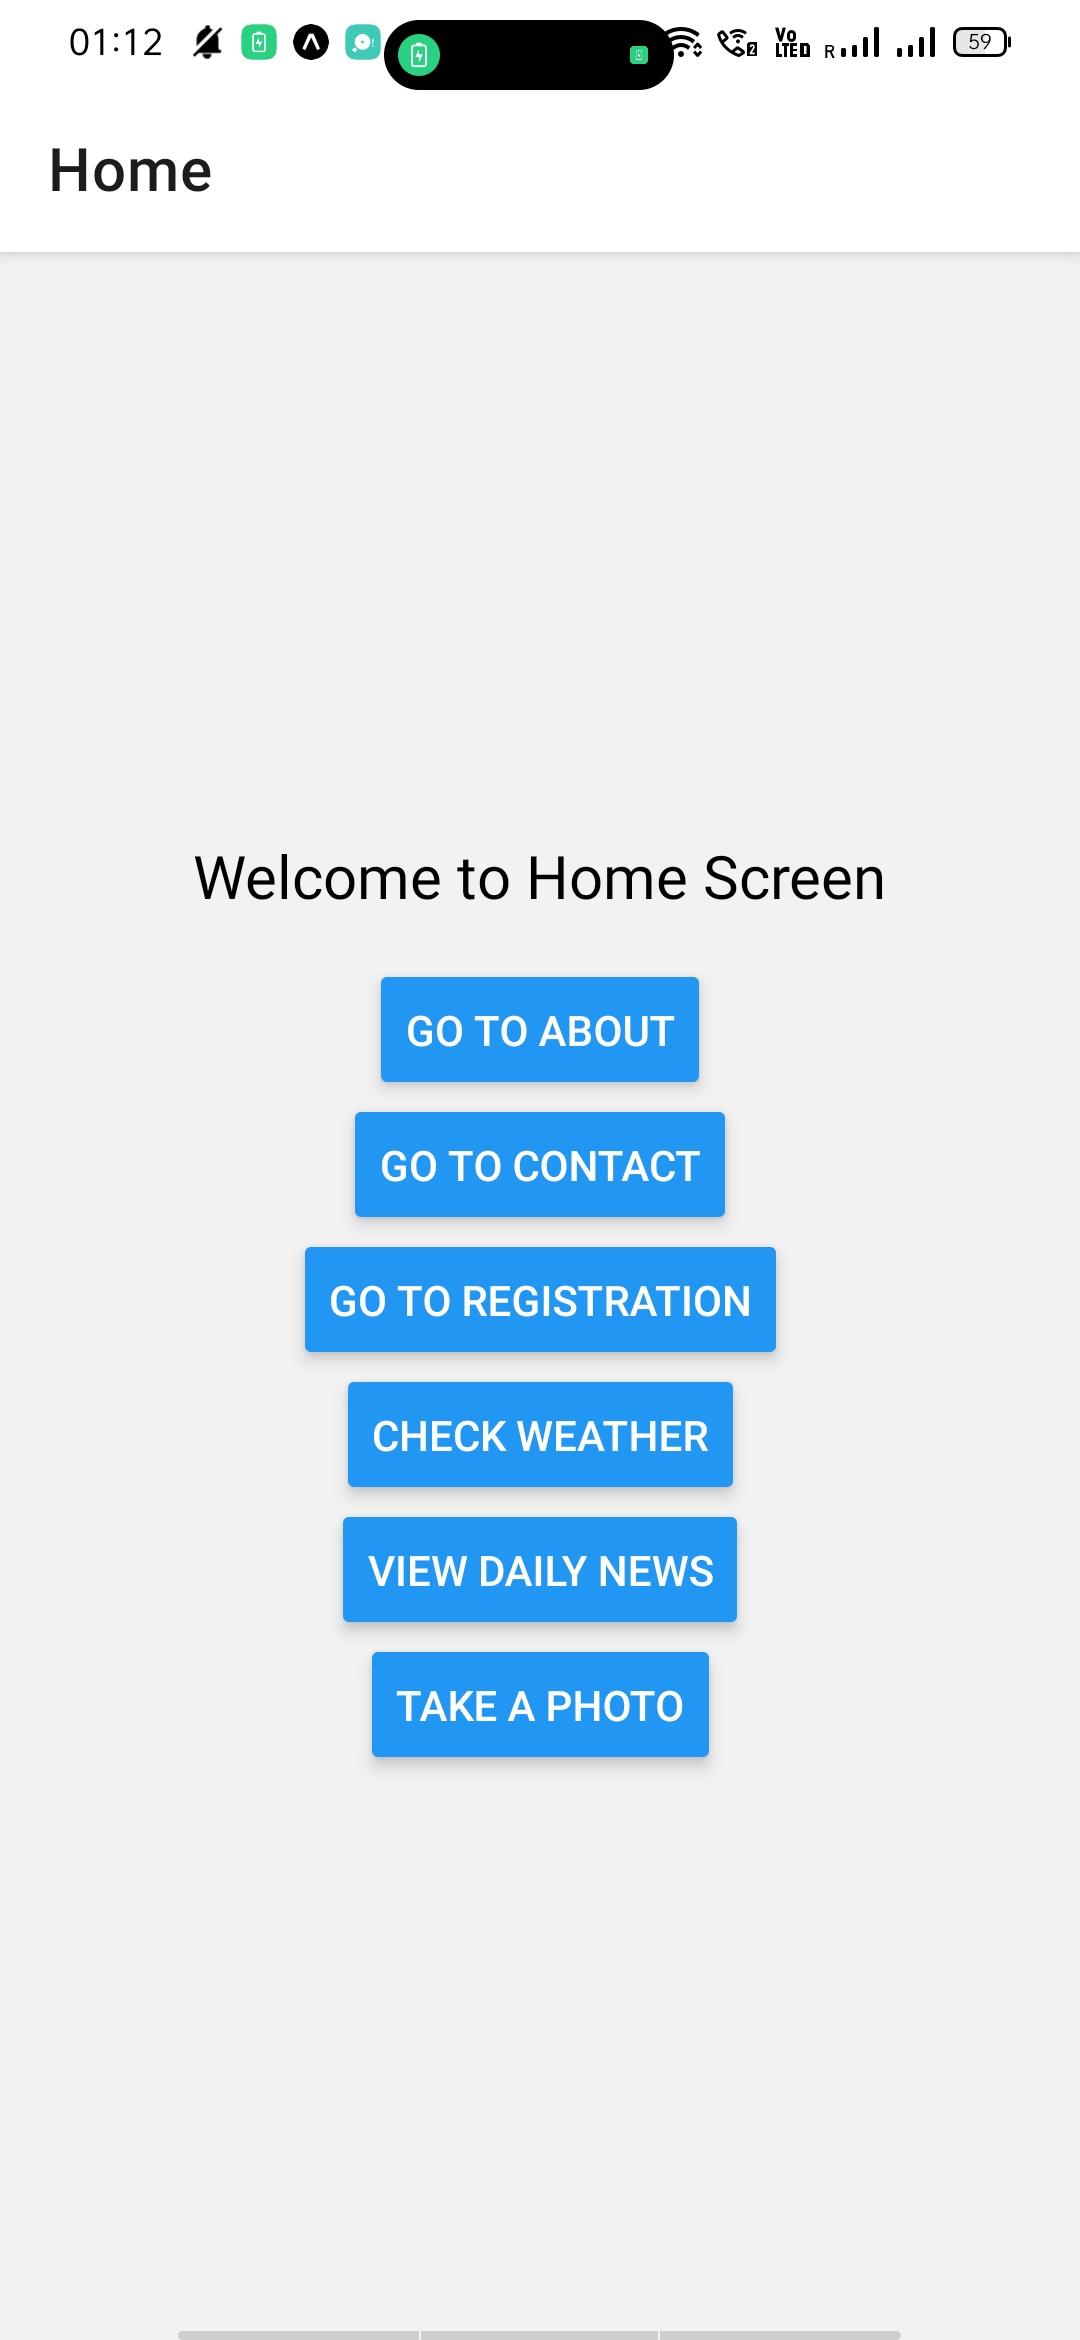 01:12 2 Vo LTE D R 59
Home
Welcome to Home Screen
GO TO ABOUT
GO TO CONTACT
GO TO REGISTRATION
CHECK WEATHER
VIEW DAILY NEWS
TAKE A PHOTO